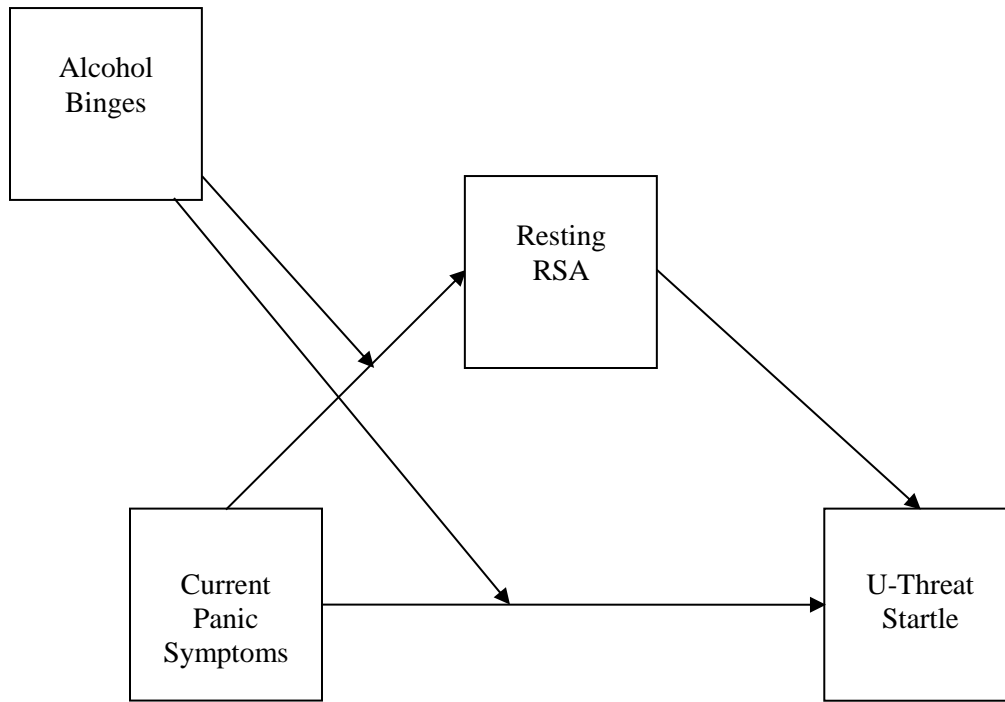 Alcohol
Binges
Resting
RSA
Current
Panic
Symptoms
U-Threat
Startle